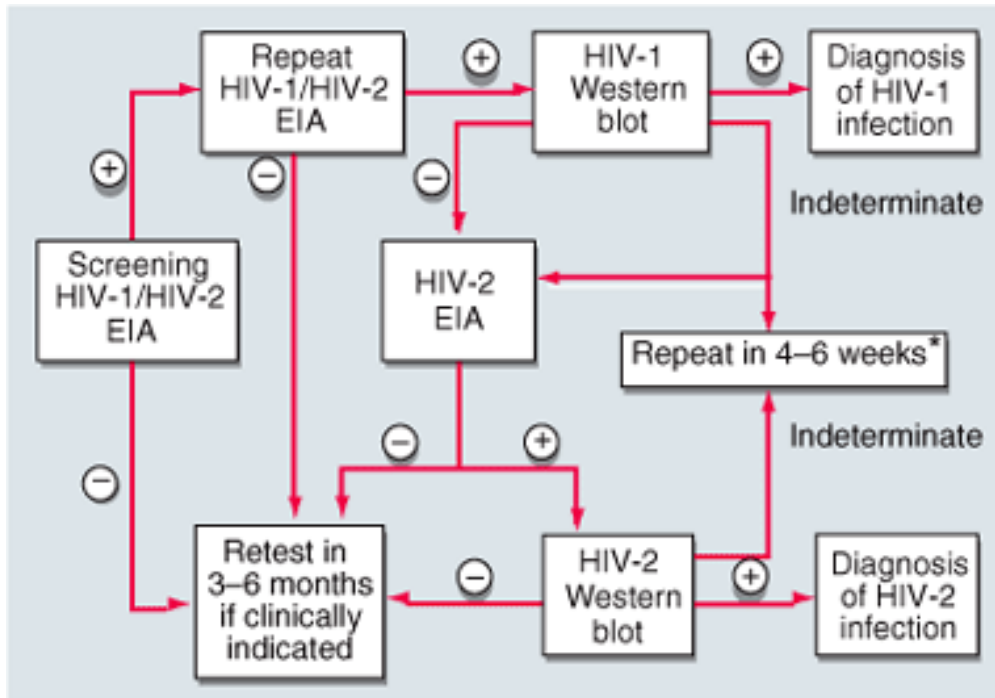 Repeat
HIV-1/HIV-2
EIA
+
HIV-1
Western
blot
+
Diagnosis
of HIV-1
infection
+
−
−
Indeterminate
Screening
HIV-1/HIV-2
EIA
HIV-2
EIA
Repeat in 4–6 weeks*
−
+
Indeterminate
−
Retest in
3–6 months
if clinically
indicated
−
HIV-2
Western
blot
+
Diagnosis
of HIV-2
infection